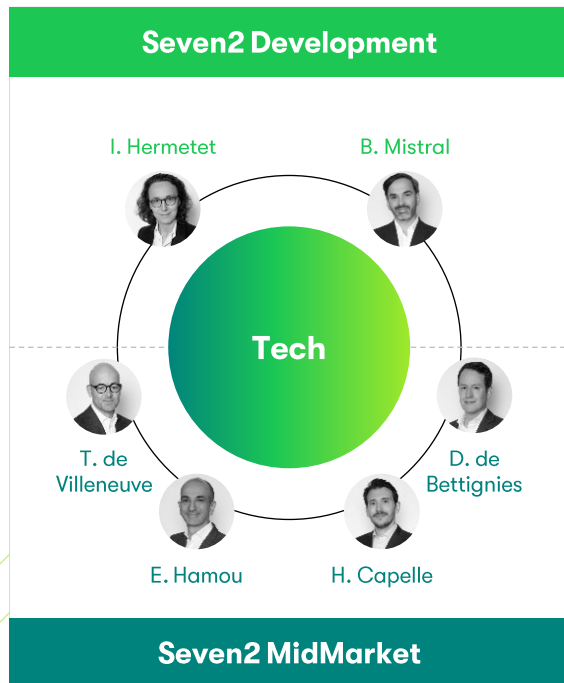 Seven2 Development
I. Hermetet
B. Mistral
Tech
T. de
Villeneuve
D. de
Bettignies
E. Hamou
H. Capelle
Seven2 MidMarket